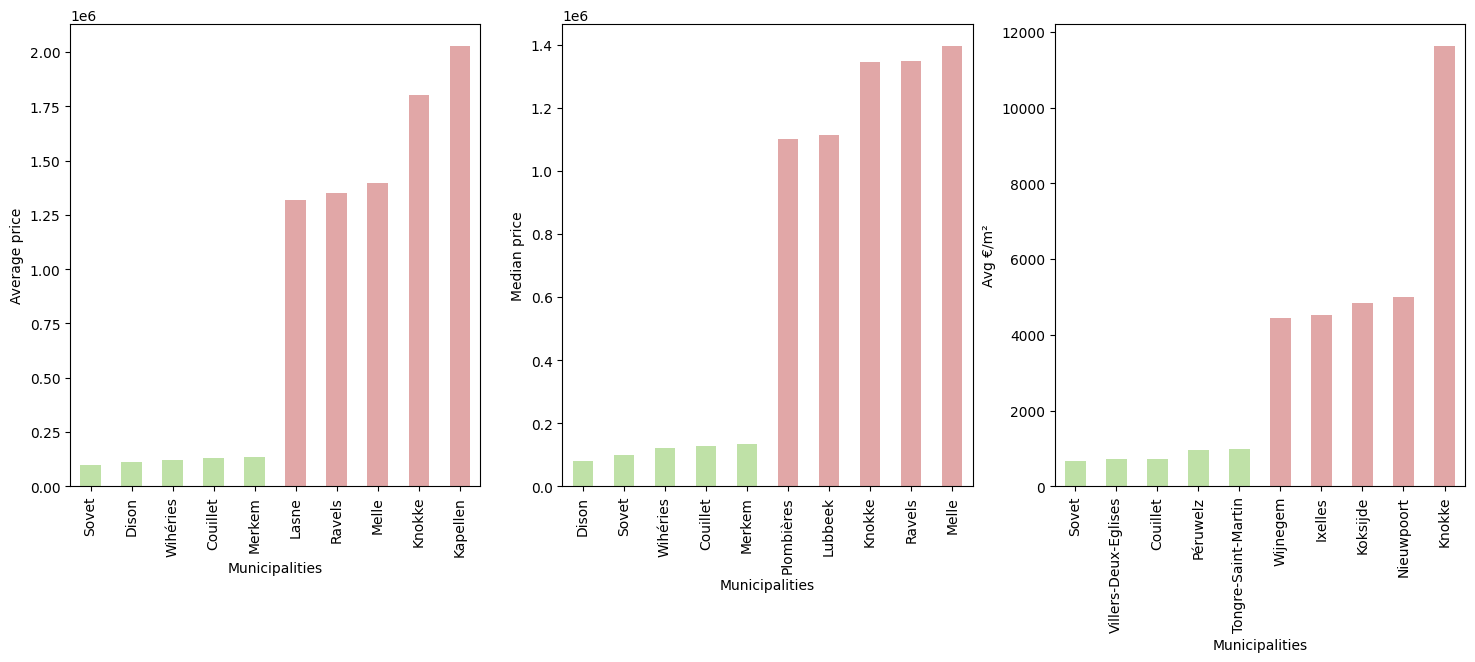 1e6
Average price
2.00
1.75
1.50
1.25
1.00
0.75
0.50
0.25
0.00
Sovet
Dison
Wihéries
Couillet
Merkem
Lasne
Ravels
Melle
Knokke
Kapellen
Municipalities
1e6
Median price
1.4
1.2
1.0
0.8
0.6
0.4
0.2
0.0
Dison
Sovet
Wihéries
Couillet
Merkem
Plombières
Lubbeek
Knokke
Ravels
Melle
Municipalities
Avg €/m²
12000
10000
8000
6000
4000
2000
0
Sovet
Villers-Deux-Eglises
Couillet
Péruwelz
Tongre-Saint-Martin
Wijnegem
Ixelles
Koksijde
Nieuwpoort
Knokke
Municipalities